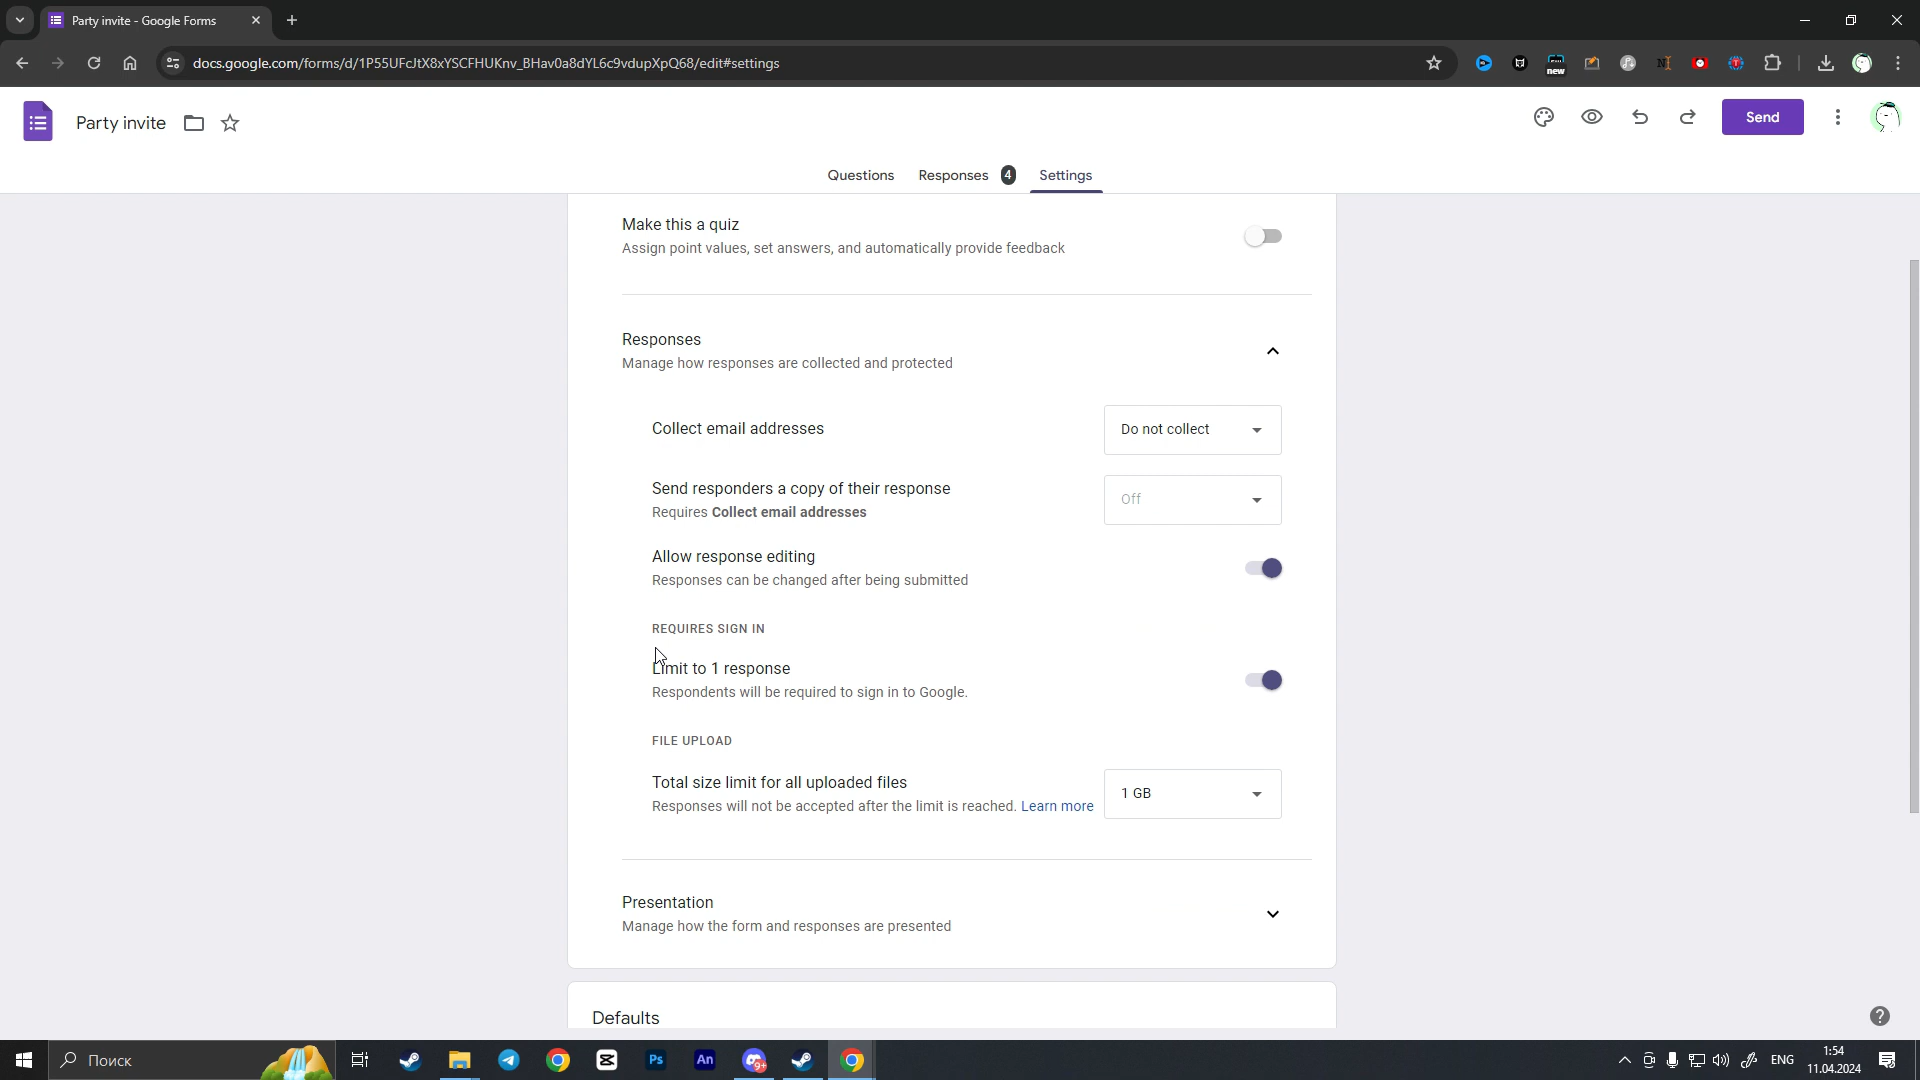 Party invite - Google Forms
docs.google.com/forms/d/1P55UFcJtX8xYSCFHUKnv_BHav0a8dYL6c9vdupXpQ68/edit#settings
new
Party invite
Send
Questions
Responses 4
Settings
Make this a quiz
Assign point values, set answers, and automatically provide feedback
Responses
Manage how responses are collected and protected
Collect email addresses
Do not collect
Send responders a copy of their response
Requires Collect email addresses
Off
Allow response editing
Responses can be changed after being submitted
REQUIRES SIGN IN
Limit to 1 response
Respondents will be required to sign in to Google.
FILE UPLOAD
Total size limit for all uploaded files
Responses will not be accepted after the limit is reached. Learn more
1 GB
Presentation
Manage how the form and responses are presented
Defaults
Поиск
Ps
An
9+
ENG
1:54
11.04.2024